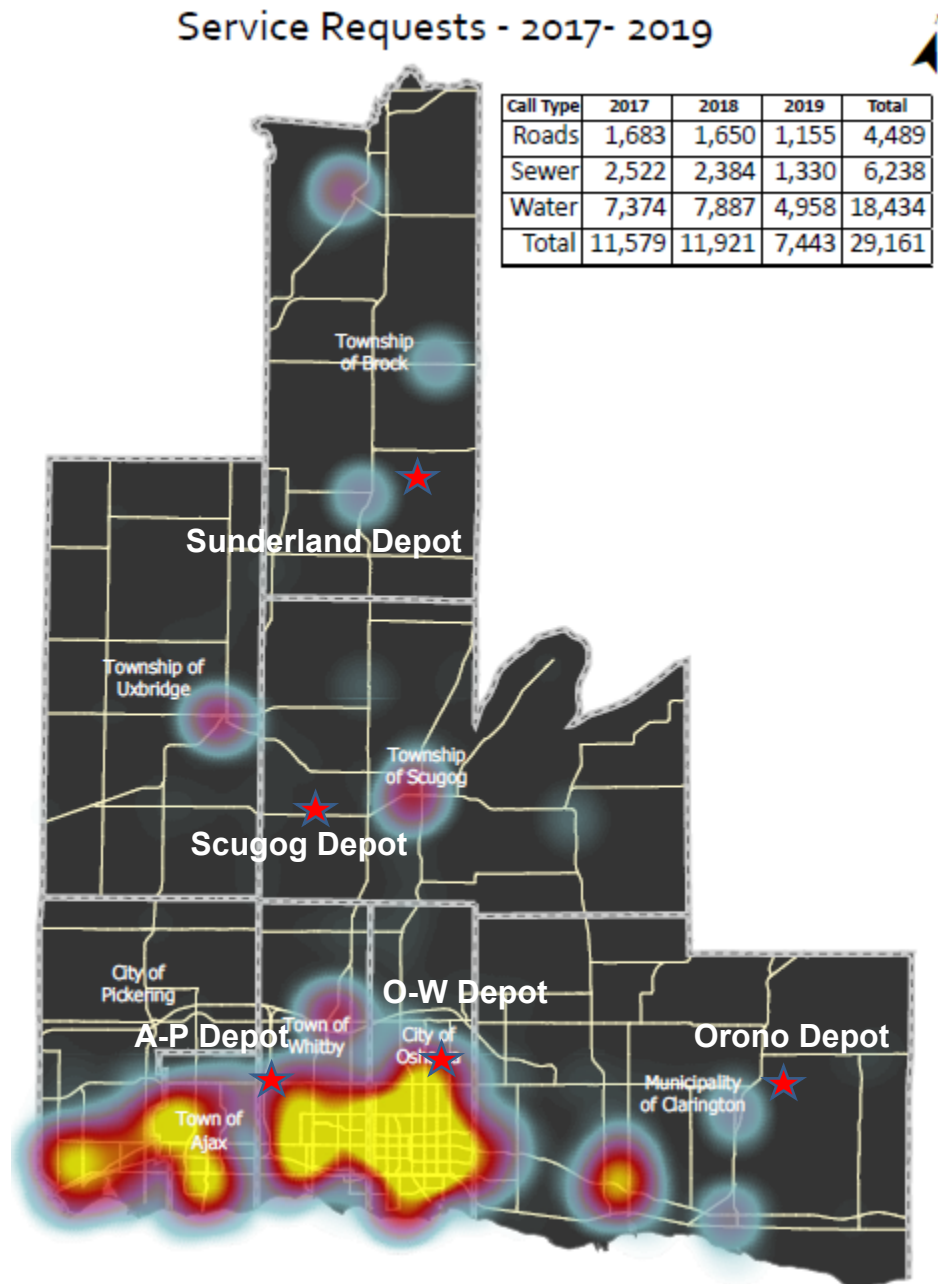 Service Requests - 2017- 2019
Call Type 2017 2018 2019 Total
Roads 1,683 1,650 1,155 4,489
Sewer 2,522 2,384 1,330 6,238
Water 7,374 7,887 4,958 18,434
Total 11,579 11,921 7,443 29,161
Township
of Brock
Sunderland Depot
Township of
Uxbridge
Township
of Scugog
Scugog Depot
City of
Pickering
O-W Depot
A-P Depot
Town of
Whitby
City of
Orono Depot
Municipality
of Clarington
Town of
Ajax